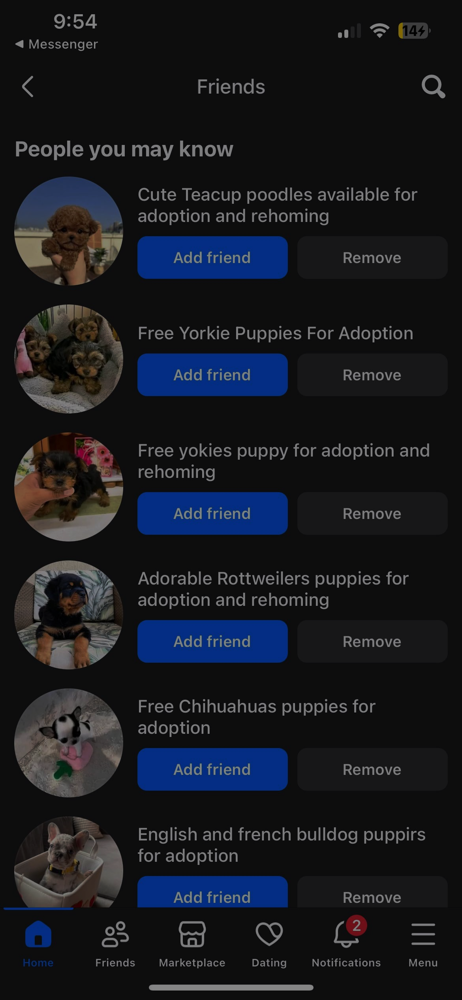 9:54
14
Messenger
Friends
People you may know
Cute Teacup poodles available for
adoption and rehoming
Add friend
Remove
Free Yorkie Puppies For Adoption
Add friend
Remove
Free yokies puppy for adoption and
rehoming
Add friend
Remove
Adorable Rottweilers puppies for
adoption and rehoming
Add friend
Remove
Free Chihuahuas puppies for
adoption
Add friend
Remove
English and french bulldog puppirs
for adoption
Add friend
Remove
2
Home
Friends
Marketplace
Dating
Notifications
Menu